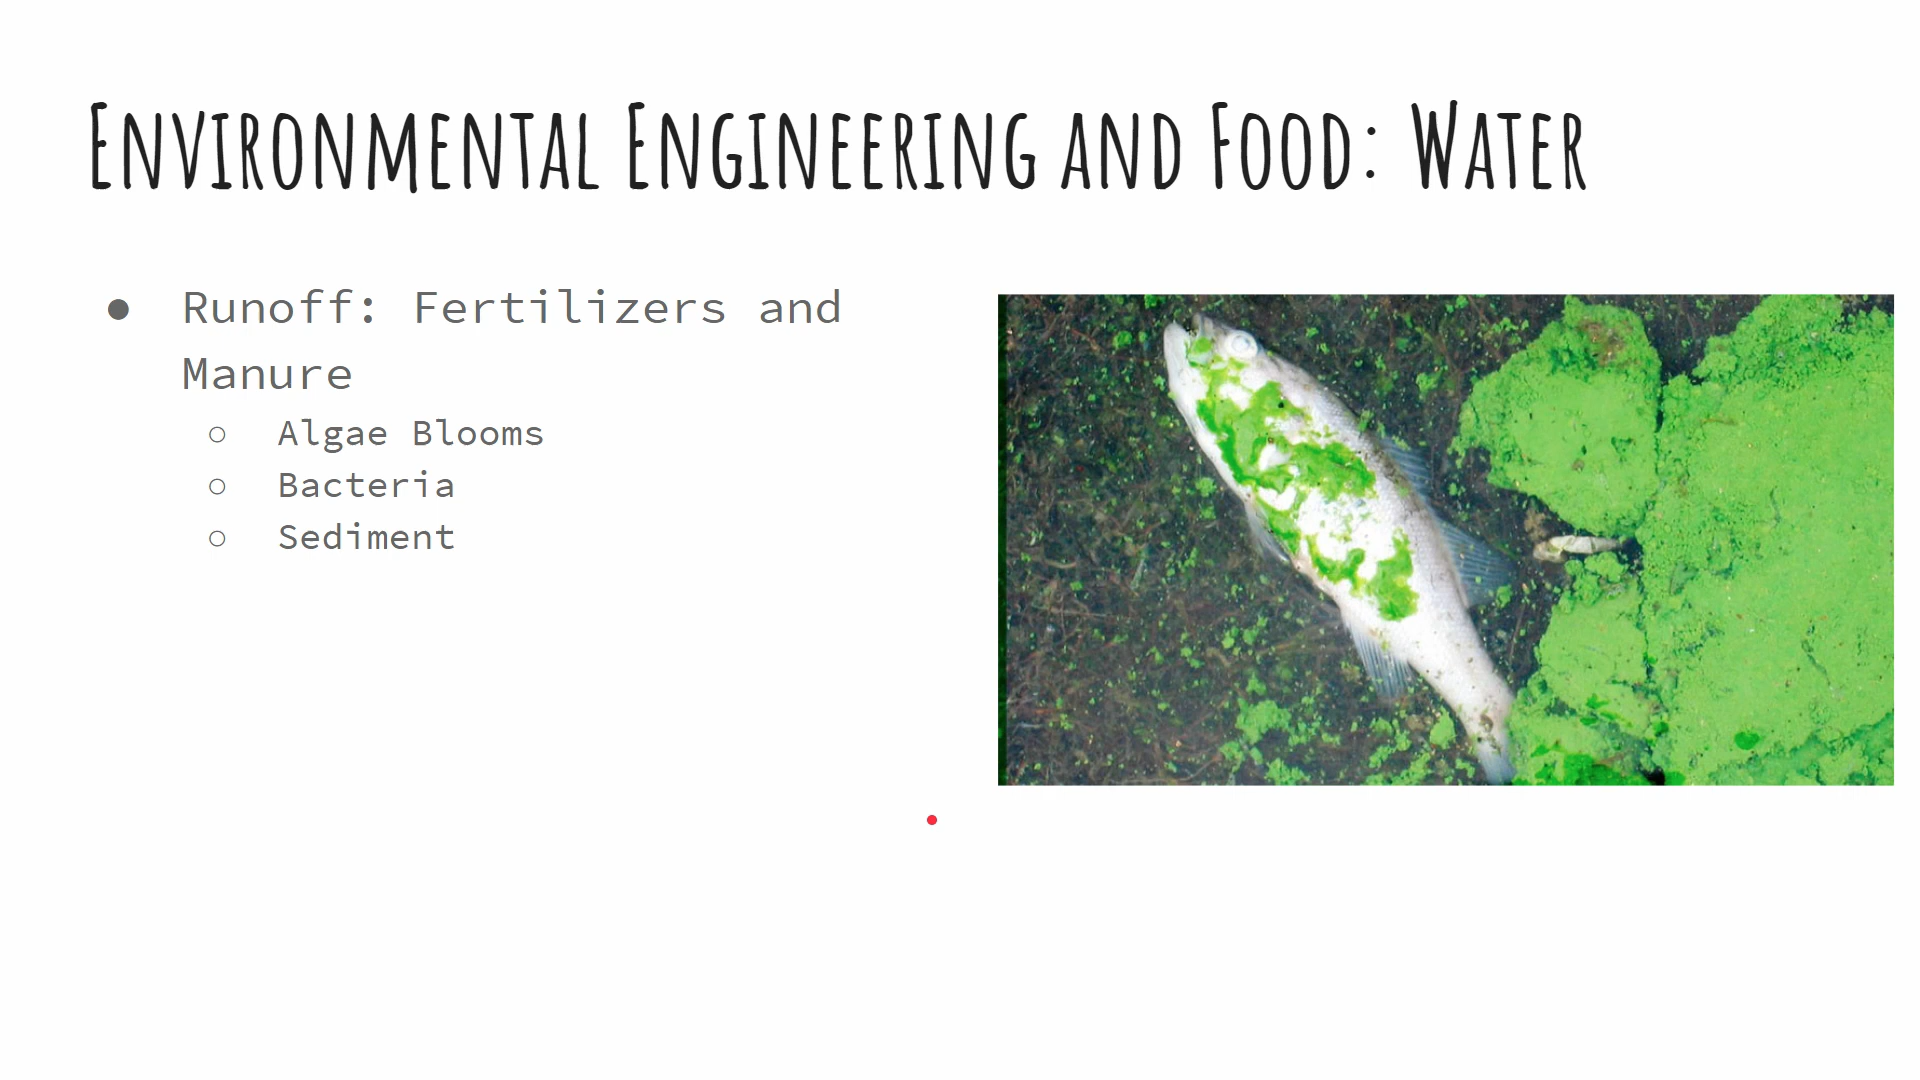 Environmental Engineering and Food: Water
● Runoff: Fertilizers and
Manure
○ Algae Blooms
○ Bacteria
○ Sediment